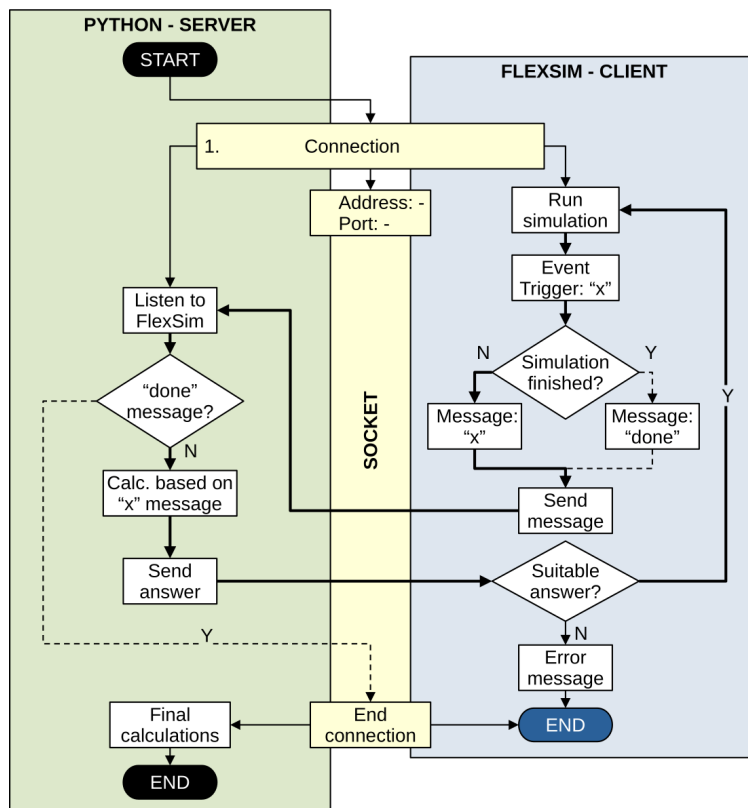 PYTHON - SERVER
START
FLEXSIM - CLIENT
1. Connection
Address: -
Port: -
Run
simulation
Event
Trigger: “x”
Listen to
FlexSim
N
Simulation
finished?
Y
Y
“done”
message?
Message:
“x”
Message:
“done”
SOCKET
N
Calc. based on
“x” message
Send
message
Send
answer
Suitable
answer?
Y
N
Error
message
Final
calculations
End
connection
END
END